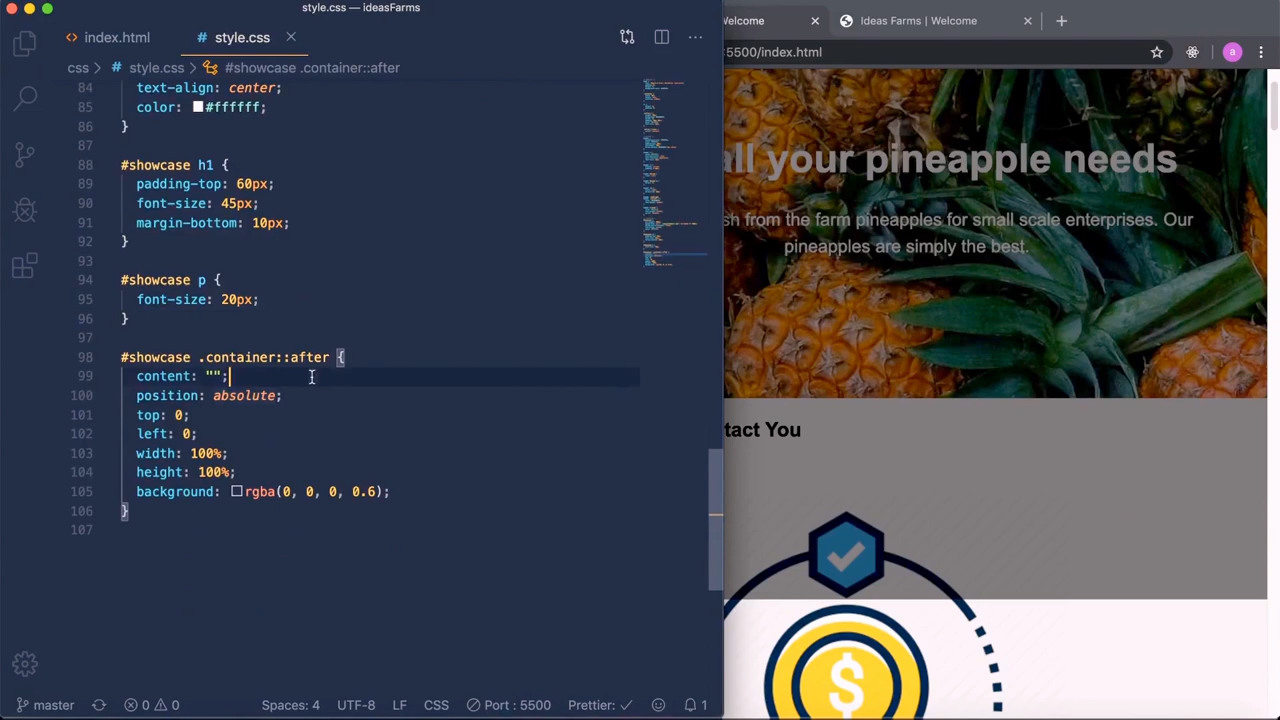 style.css — ideasFarms
<> index.html
# style.css
css > # style.css > #showcase .container::after
84 text-align: center;
85 color: #ffffff;
86 }
87
88 #showcase h1 {
89 padding-top: 60px;
90 font-size: 45px;
91 margin-bottom: 10px;
92 }
93
94 #showcase p {
95 font-size: 20px;
96 }
97
98 #showcase .container::after {
99 content: "";
100 position: absolute;
101 top: 0;
102 left: 0;
103 width: 100%;
104 height: 100%;
105 background: rgba(0, 0, 0, 0.6);
106 }
107
master 0 0 Spaces: 4 UTF-8 LF CSS Port : 5500 Prettier: ✓ 1
Ideas Farms | Welcome
:5500/index.html
a
all your pineapple needs
farm pineapples for small scale enterprises. Our
pineapples are simply the best.
You
$